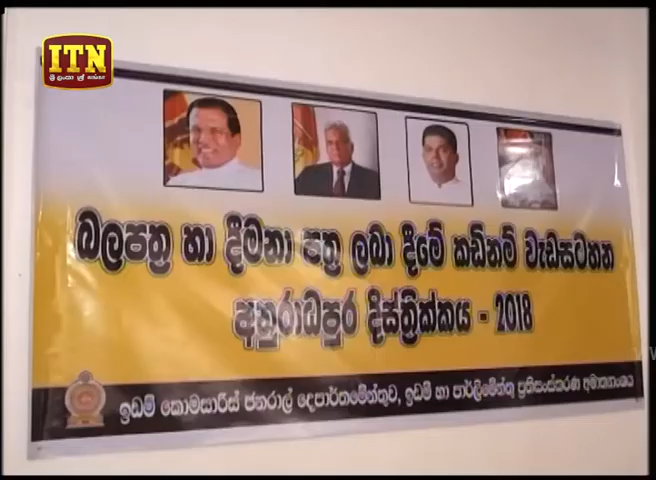 ITN
ශ්‍රී ලංකා
බලපත්‍ර හා දීමනා පත්‍ර ලබා දීමේ කඩිනම් වැඩසටහන
අනුරාධපුර දිස්ත්‍රික්කය - 2018
ඉඩම් කොමසාරිස් ජනරාල් දෙපාර්තමේන්තුව, ඉඩම් හා පාර්ලිමේන්තු ප්‍රතිසංස්කරණ අමාත්‍යාංශය